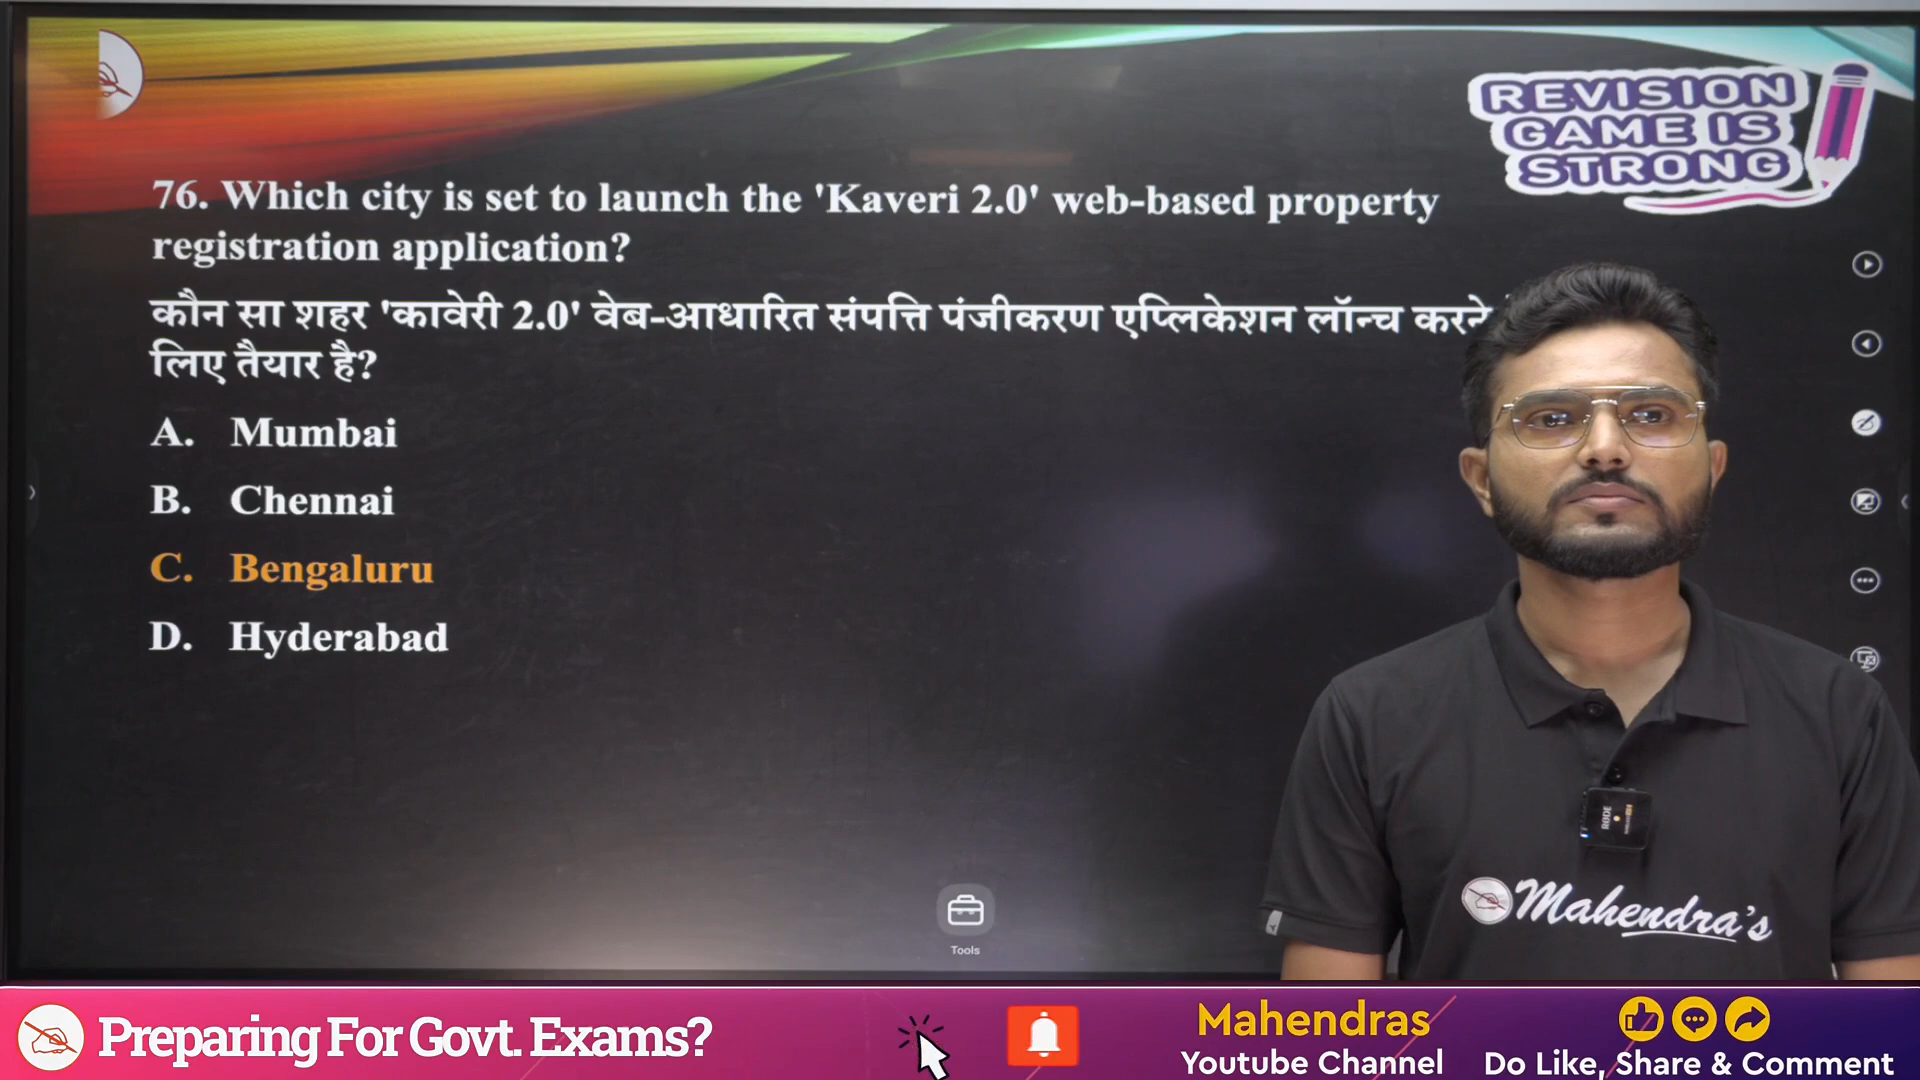 REVISION
GAME IS
STRONG
76. Which city is set to launch the 'Kaveri 2.0' web-based property
registration application?
कौन सा शहर 'कावेरी 2.0' वेब-आधारित संपत्ति पंजीकरण एप्लिकेशन लॉन्च करने
लिए तैयार है?
A. Mumbai
B. Chennai
C. Bengaluru
D. Hyderabad
Tools
RØDE
Mahendra's
Preparing For Govt. Exams?
Mahendras
Youtube Channel
Do Like, Share & Comment